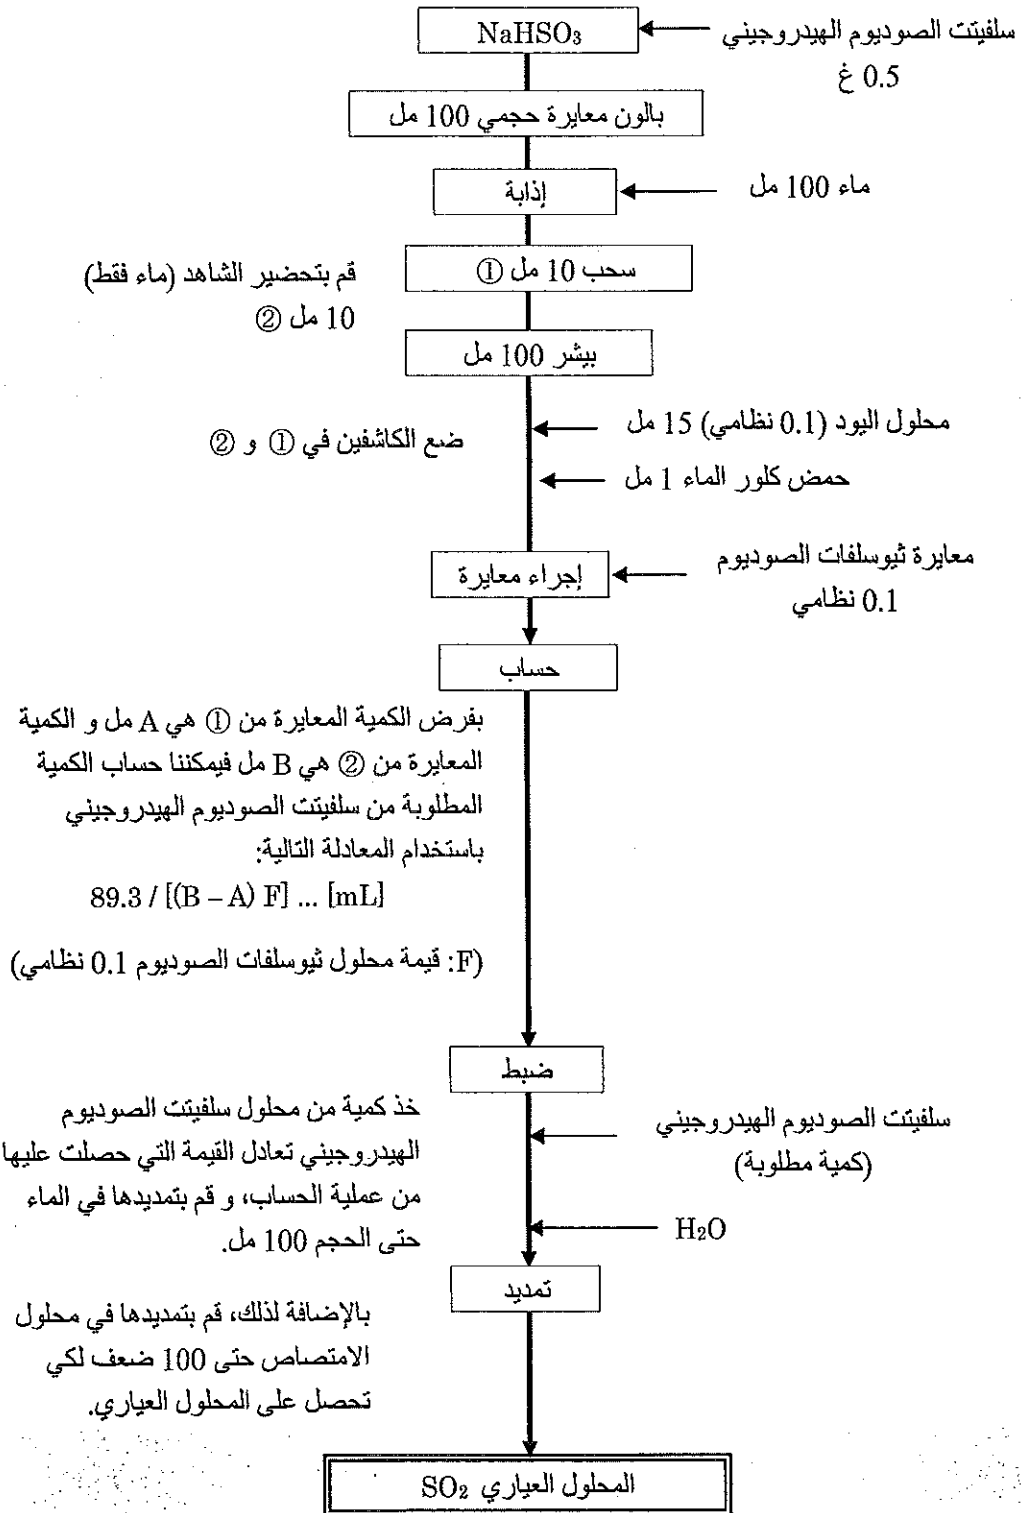 NaHSO₃
سلفيتت الصوديوم الهيدروجيني
0.5 غ
بالون معايرة حجمي 100 مل
إذابة
ماء 100 مل
سحب 10 مل ①
قم بتحضير الشاهد (ماء فقط)
10 مل ②
بيشر 100 مل
محلول اليود (0.1 نظامي) 15 مل
ضع الكاشفين في ① و ②
حمض كلور الماء 1 مل
معايرة ثيوسلفات الصوديوم
0.1 نظامي
إجراء معايرة
حساب
بفرض الكمية المعايرة من ① هي A مل و الكمية
المعايرة من ② هي B مل فيمكننا حساب الكمية
المطلوبة من سلفيتت الصوديوم الهيدروجيني
باستخدام المعادلة التالية:
89.3 / [(B – A) F] ... [mL]
(F: قيمة محلول ثيوسلفات الصوديوم 0.1 نظامي)
ضبط
خذ كمية من محلول سلفيتت الصوديوم
الهيدروجيني تعادل القيمة التي حصلت عليها
من عملية الحساب، و قم بتمديدها في الماء
حتى الحجم 100 مل.
سلفيتت الصوديوم الهيدروجيني
(كمية مطلوبة)
H₂O
تمديد
بالإضافة لذلك، قم بتمديدها في محلول
الامتصاص حتى 100 ضعف لكي
تحصل على المحلول العياري.
المحلول العياري SO₂